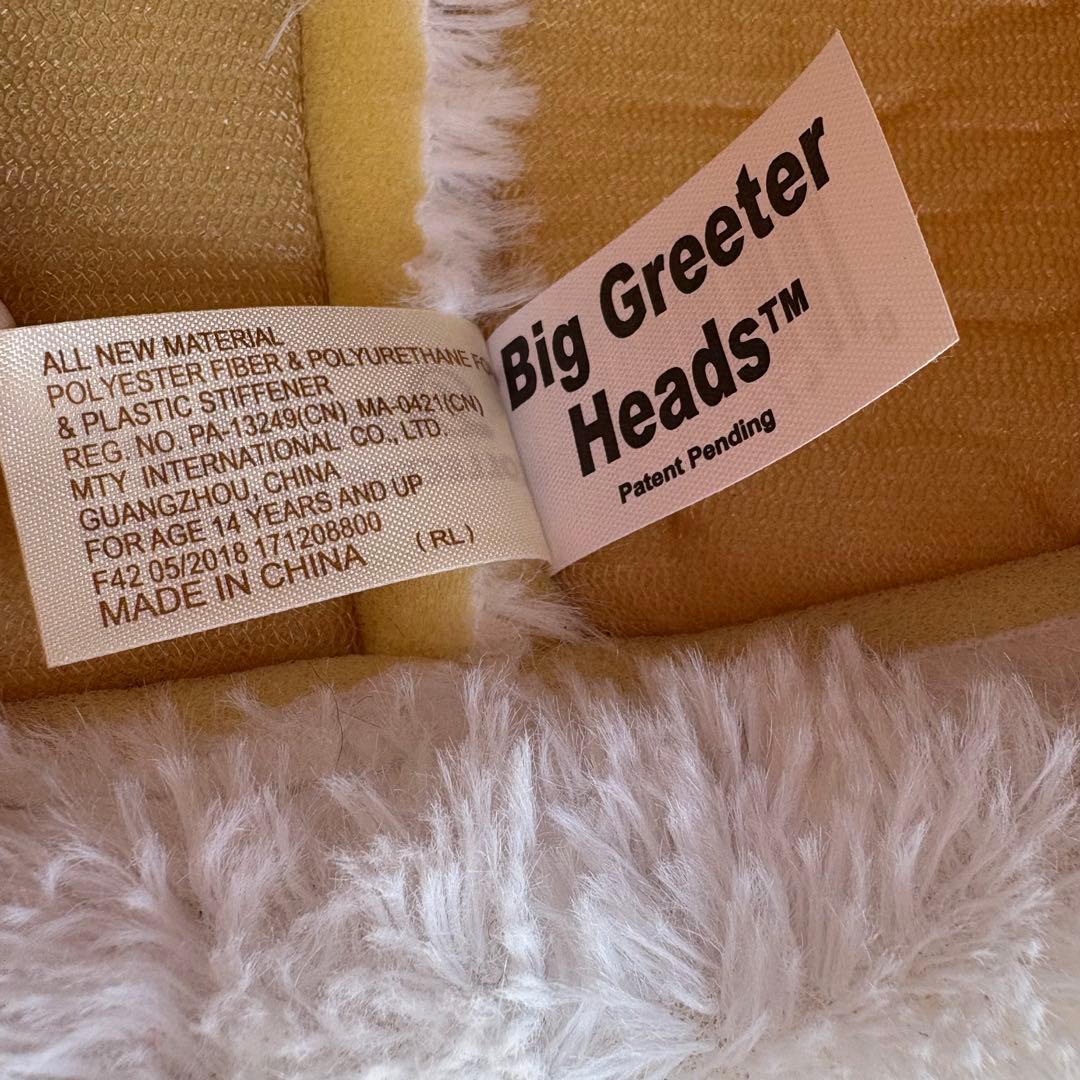 ALL NEW MATERIAL
POLYESTER FIBER & POLYURETHANE
& PLASTIC STIFFENER
REG. NO. PA-13249(CN) MA-0421(CN)
MTY INTERNATIONAL CO., LTD
GUANGZHOU, CHINA
FOR AGE 14 YEARS AND UP
F42 05/2018 171208800 (RL)
MADE IN CHINA
Big Greeter
Heads™
Patent Pending